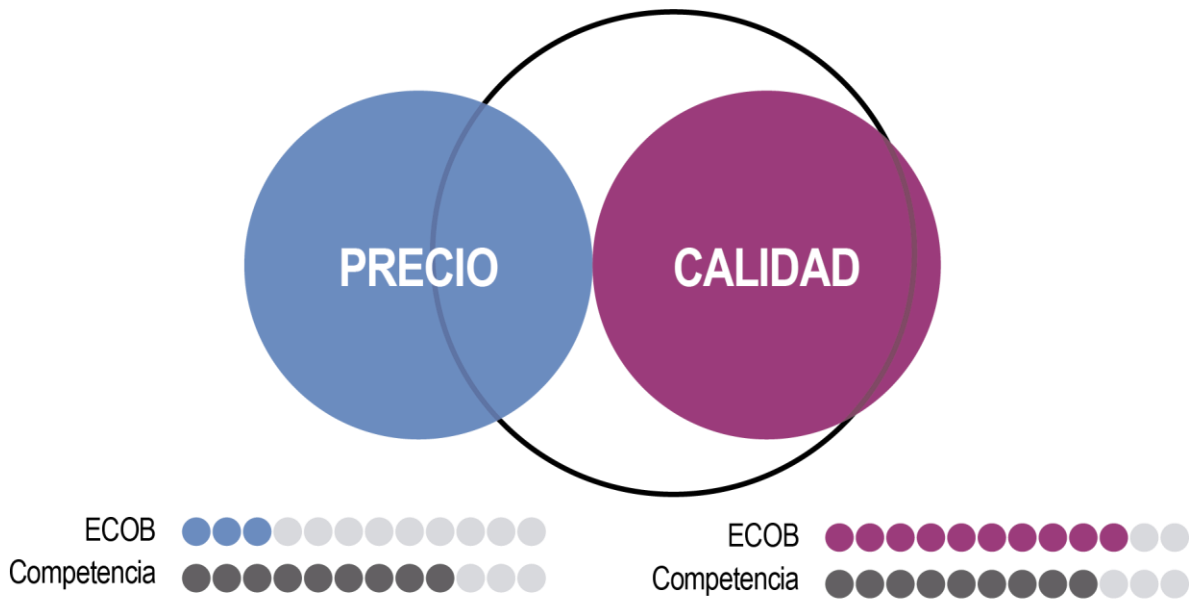 PRECIO
CALIDAD
ECOB
Competencia
ECOB
Competencia